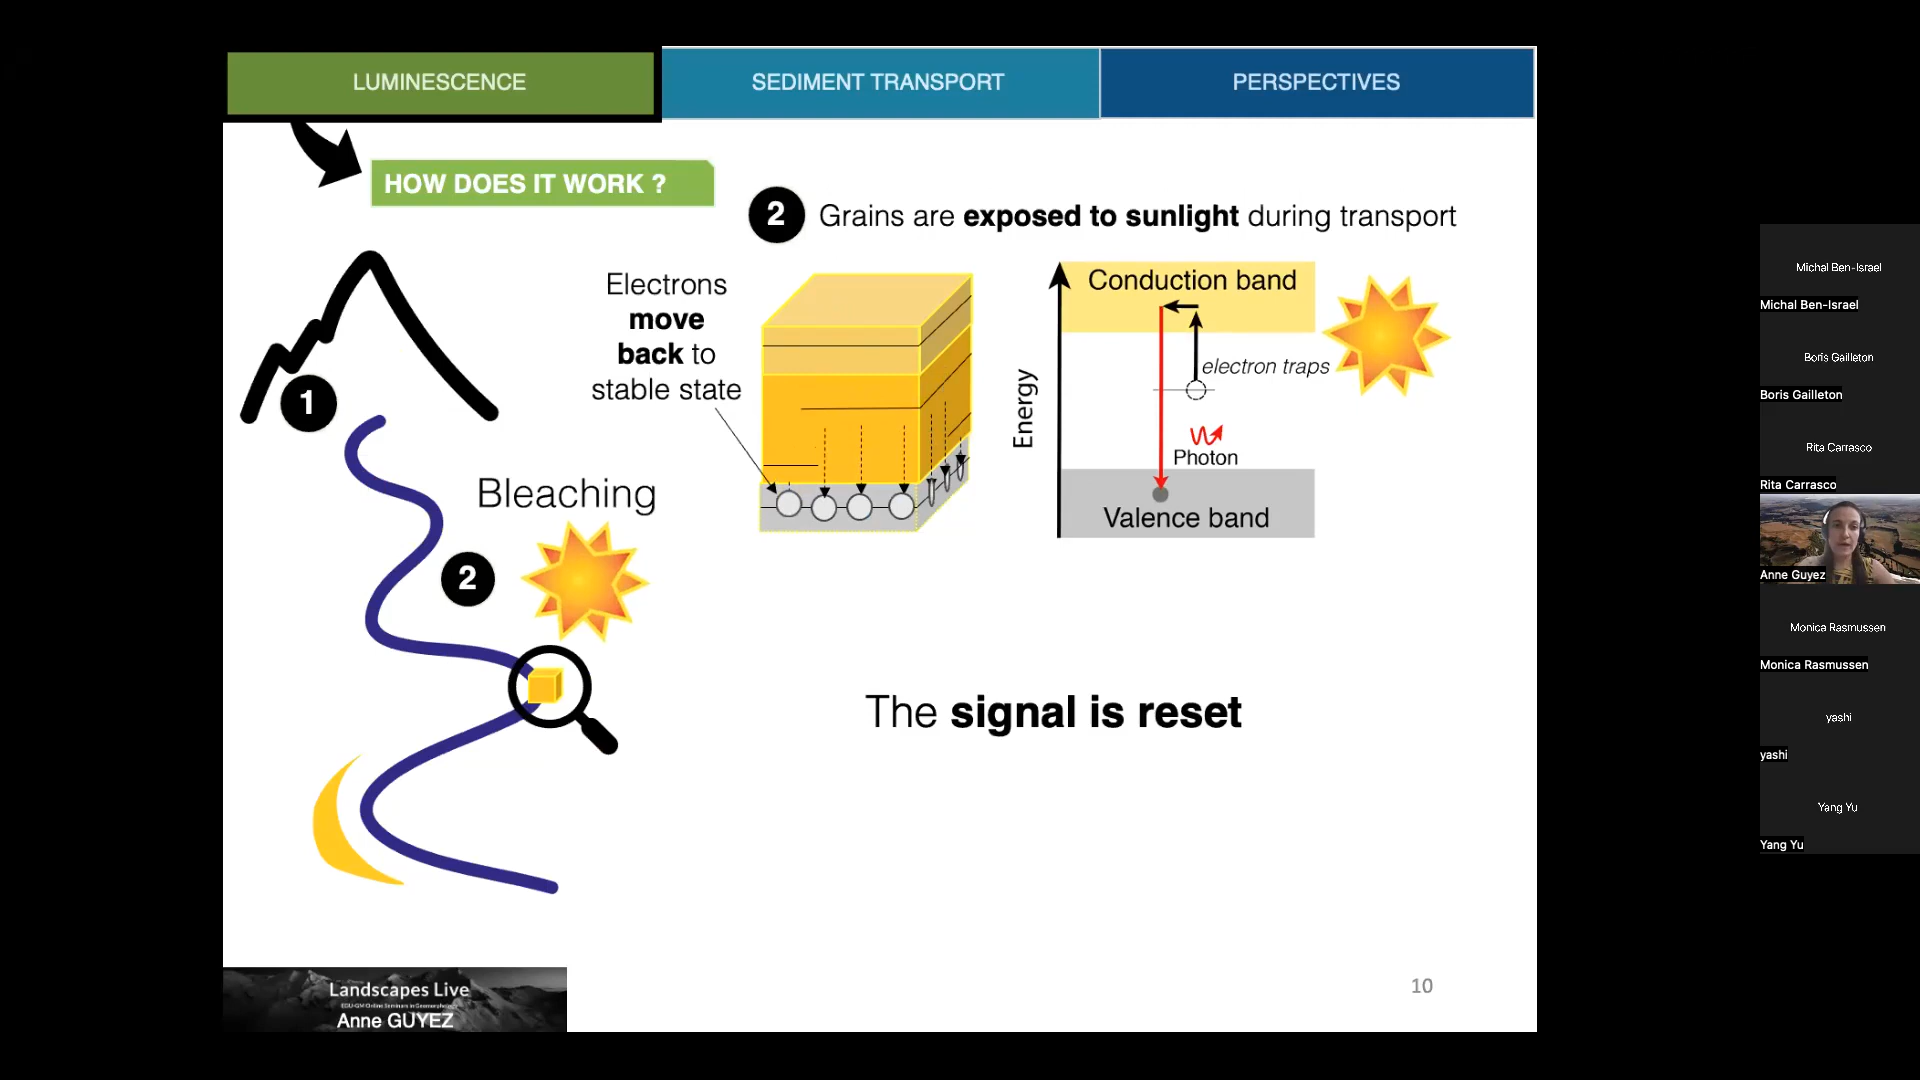 LUMINESCENCE
SEDIMENT TRANSPORT
PERSPECTIVES
HOW DOES IT WORK ?
2 Grains are exposed to sunlight during transport
Electrons
move
back to
stable state
Conduction band
electron traps
Energy
Photon
Valence band
1
Bleaching
2
The signal is reset
Landscapes Live
EGU-GM Online Seminars in Geomorphology
Anne GUYEZ
10
Michal Ben-Israel
Michal Ben-Israel
Boris Gailleton
Boris Gailleton
Rita Carrasco
Rita Carrasco
Anne Guyez
Monica Rasmussen
Monica Rasmussen
yashi
yashi
Yang Yu
Yang Yu